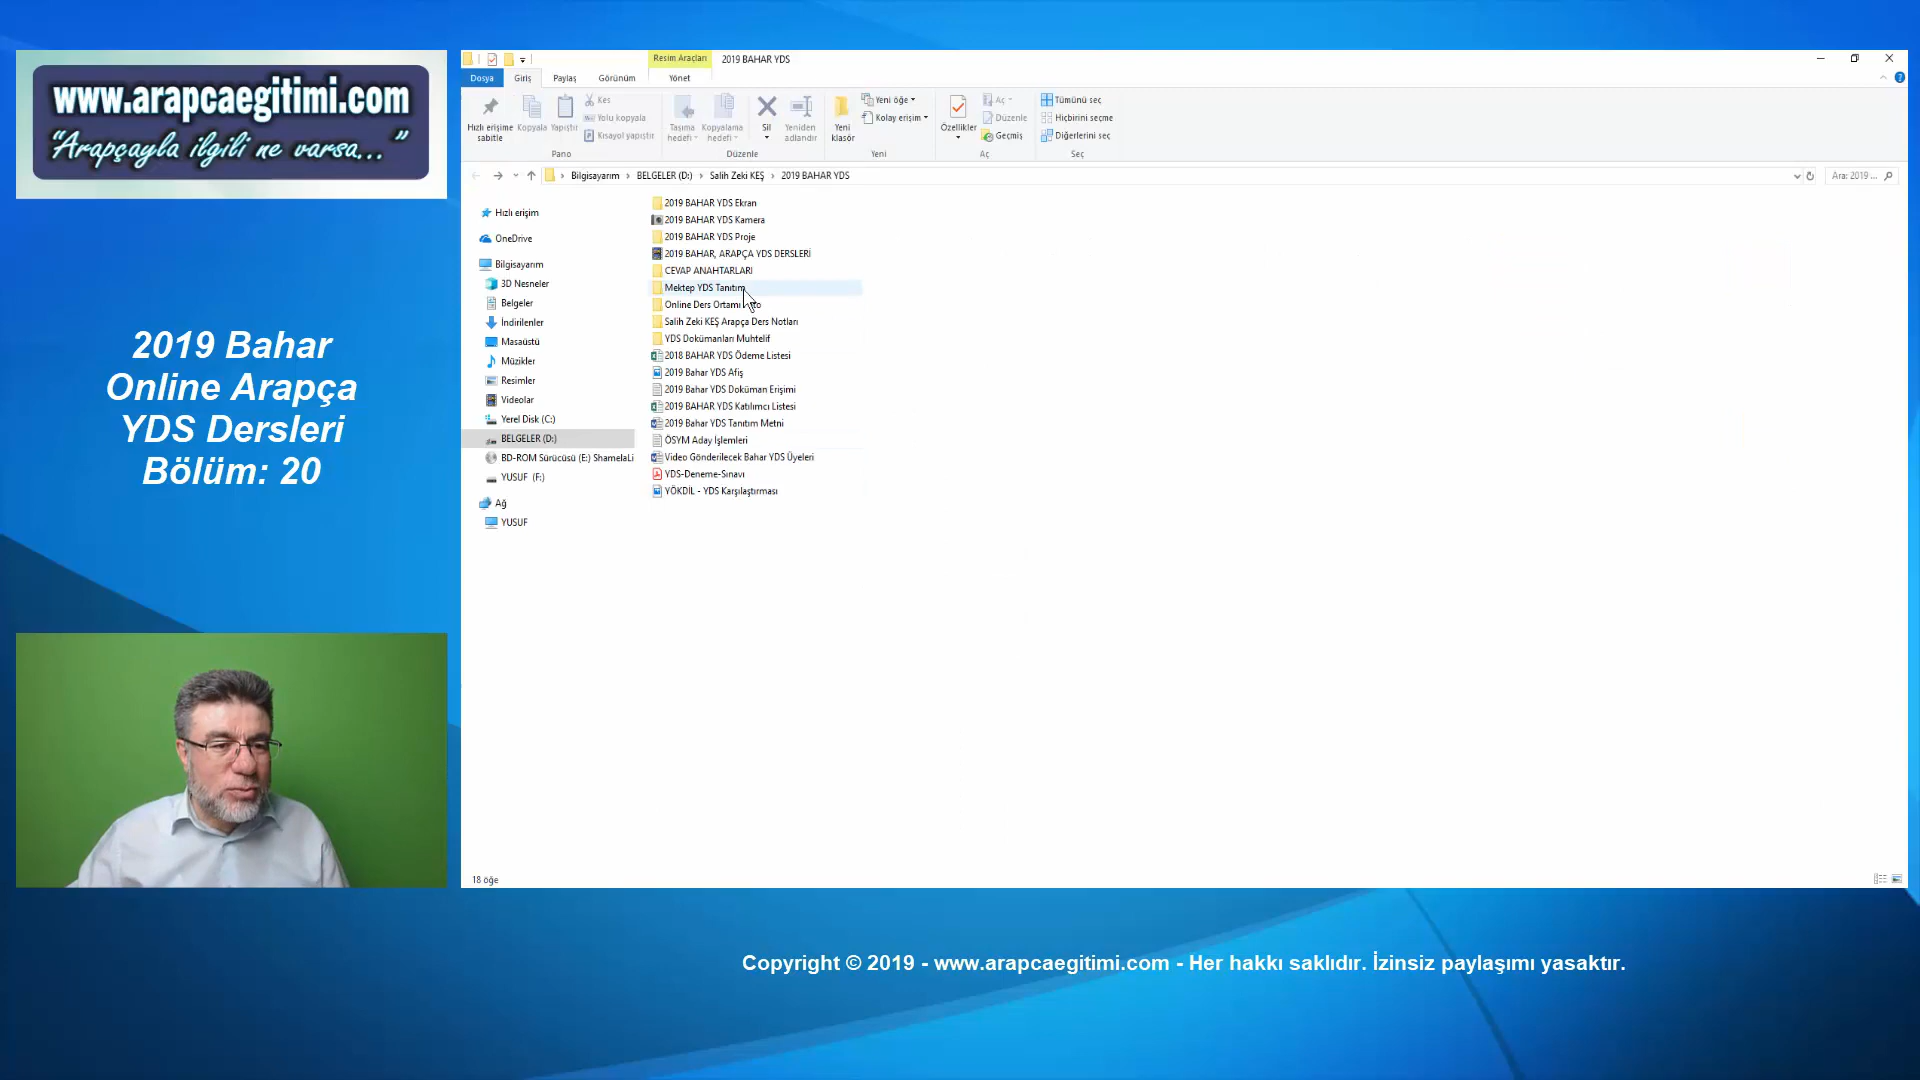 www.arapcaegitimi.com
"Arapçayla ilgili ne varsa..."
2019 Bahar
Online Arapça
YDS Dersleri
Bölüm: 20
Resim Araçları
2019 BAHAR YDS
Dosya
Giriş
Paylaş
Görünüm
Yönet
Hızlı erişime sabitle
Kopyala
Yapıştır
Kes
Yolu kopyala
Kısayol yapıştır
Pano
Taşıma hedefi
Kopyalama hedefi
Sil
Yeniden adlandır
Düzenle
Yeni klasör
Yeni öğe
Kolay erişim
Yeni
Özellikler
Aç
Düzenle
Geçmiş
Aç
Tümünü seç
Hiçbirini seçme
Diğerlerini seç
Seç
Bilgisayarım > BELGELER (D:) > Salih Zeki KEŞ > 2019 BAHAR YDS
Ara: 2019 ...
Hızlı erişim
OneDrive
Bilgisayarım
3D Nesneler
Belgeler
İndirilenler
Masaüstü
Müzikler
Resimler
Videolar
Yerel Disk (C:)
BELGELER (D:)
BD-ROM Sürücüsü (E:) ShamelaLi
YUSUF (F:)
Ağ
YUSUF
2019 BAHAR YDS Ekran
2019 BAHAR YDS Kamera
2019 BAHAR YDS Proje
2019 BAHAR, ARAPÇA YDS DERSLERİ
CEVAP ANAHTARLARI
Mektep YDS Tanıtım
Online Ders Ortamı
Salih Zeki KEŞ Arapça Ders Notları
YDS Dokümanları Muhtelif
2018 BAHAR YDS Ödeme Listesi
2019 Bahar YDS Afiş
2019 Bahar YDS Doküman Erişimi
2019 BAHAR YDS Katılımcı Listesi
2019 Bahar YDS Tanıtım Metni
ÖSYM Aday İşlemleri
Video Gönderilecek Bahar YDS Üyeleri
YDS-Deneme-Sınavı
YÖKDİL - YDS Karşılaştırması
18 öğe
Copyright © 2019 - www.arapcaegitimi.com - Her hakkı saklıdır. İzinsiz paylaşımı yasaktır.